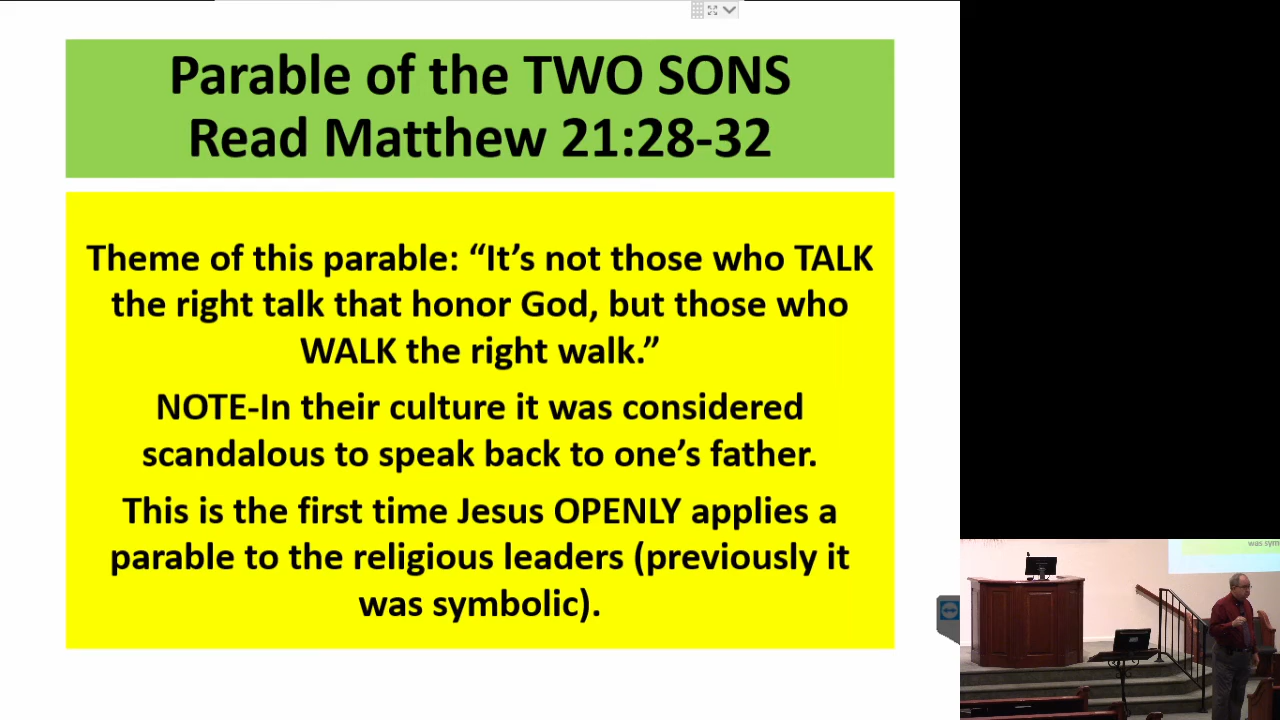 Parable of the TWO SONS
Read Matthew 21:28-32
Theme of this parable: “It’s not those who TALK
the right talk that honor God, but those who
WALK the right walk.”
NOTE-In their culture it was considered
scandalous to speak back to one’s father.
This is the first time Jesus OPENLY applies a
parable to the religious leaders (previously it
was symbolic).
was sym